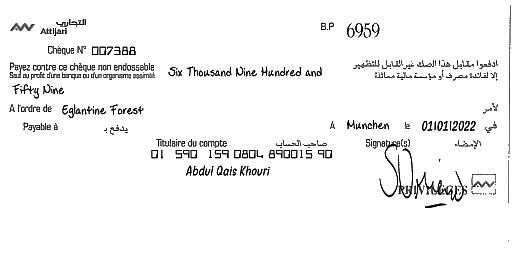 التجاري
Attijari
B.P 6959
Chèque N° 007388
Payez contre ce chèque non endossable
Sauf au profit d'une banque ou d'un organisme assimilé
Six Thousand Nine Hundred and
ادفعوا مقابل هذا الصك غير القابل للتظهير
إلا لفائدة مصرف أو مؤسسة مالية مماثلة
Fifty Nine
A l'ordre de Eglantine Forest
لأمر
Payable à
يدفع بـ
A Munchen le 01/01/2022 في
Titulaire du compte صاحب الحساب
Signature(s) الإمضاء
01 590 159 0804 890015 90
Abdul Qais Khouri
PRIVILEGES